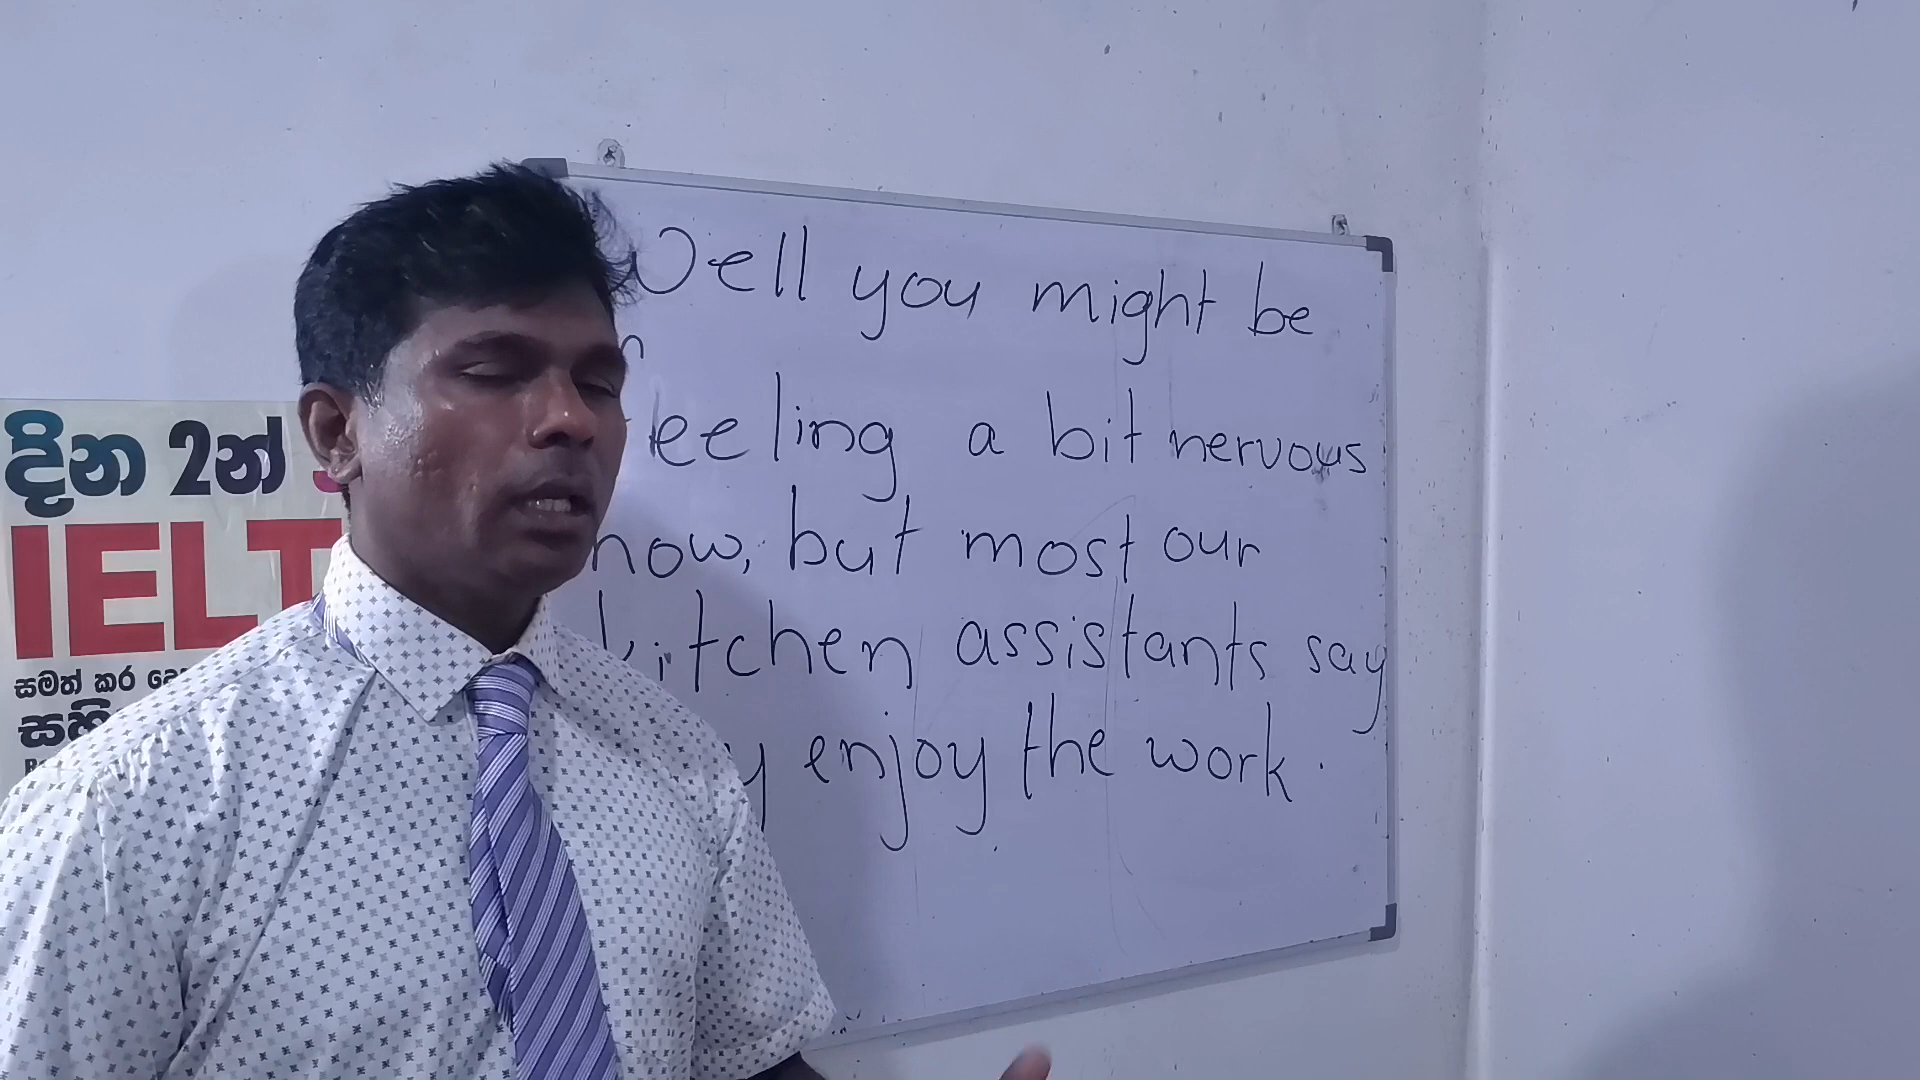 Well you might be
feeling a bit nervous
now, but most our
kitchen assistants say
enjoy the work.
දින 2න්
IELT
සමත් කර